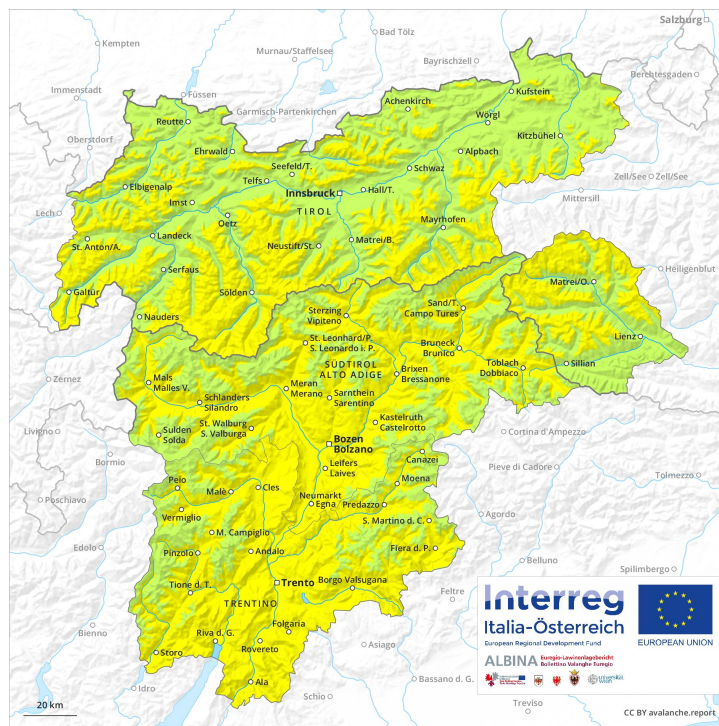 Salzburg
Kempten
Bad Tölz
Murnau/Staffelsee
Bayrischzell
Berchtesgaden
Immenstadt
Füssen
Garmisch-Partenkirchen
Achenkirch
Kufstein
Reutte
Wörgl
Oberstdorf
Ehrwald
Kitzbühel
Alpbach
Seefeld/T.
Schwaz
Zell/See
Zell/See
Telfs
Elbigenalp
Innsbruck
Hall/T.
Mittersill
Imst
TIROL
Lech
Oetz
Mayrhofen
St. Anton/A.
Landeck
Neustift/St.
Matrei/B.
Serfaus
Heiligenblut
Matrei/O.
Galtür
Sölden
Nauders
Sterzing
Vipiteno
Sand/T.
Campo Tures
Lienz
St. Leonhard/P.
S. Leonardo i. P.
Bruneck
Brunico
Sillian
Toblach
Dobbiaco
SÜDTIROL
ALTO ADIGE
Brixen
Bressanone
Zernez
Mals
Malles V.
Meran
Merano
Schlanders
Silandro
Sarnthein
Sarentino
Kastelruth
Castelrotto
St. Walburg
S. Valburga
Livigno
Sulden
Solda
Cortina d'Ampezzo
Bozen
Bolzano
Canazei
Bormio
Pieve di Cadore
Leifers
Laives
Tolmezzo
Peio
Moena
Malè
Cles
Poschiavo
Neumarkt
Egna
Predazzo
Vermiglio
Agordo
S. Martino d. C.
M. Campiglio
Edolo
Pinzolo
Andalo
Fiera d. P.
Belluno
Spilimbergo
Trento
Borgo Valsugana
Tione d. T.
Feltre
TRENTINO
Folgaria
Bienno
Riva d. G.
Rovereto
Asiago
Storo
Ala
Bassano d. G.
Idro
Schio
Treviso
20 km
Interreg
Italia-Österreich
European Regional Development Fund
EUROPEAN UNION
ALBINA
Euregio-Lawinenlagebericht
Bollettino Valanghe Euregio
universität
wien
CC BY avalanche.report